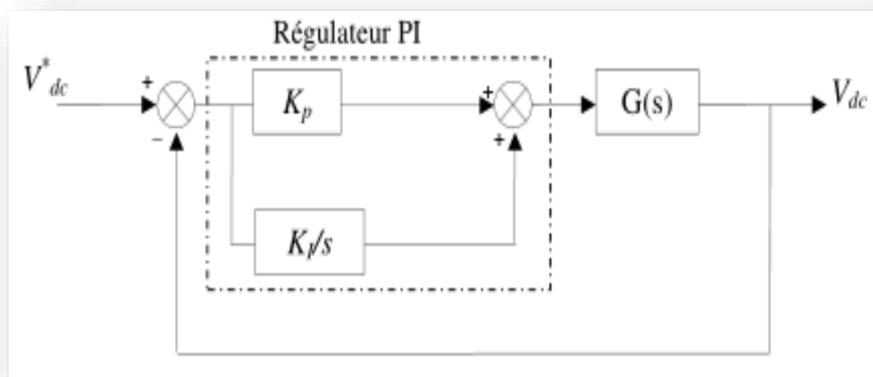 Régulateur PI
V*dc
+
−
Kp
+
+
G(s)
Vdc
KI/s